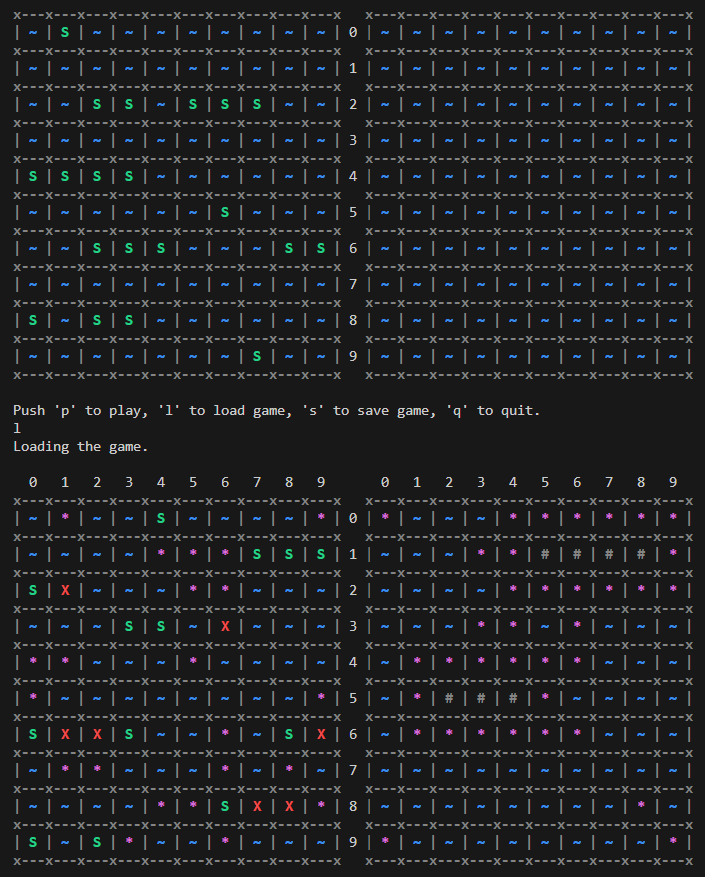 x---x---x---x---x---x---x---x---x---x---x   x---x---x---x---x---x---x---x---x---x---x
| ~ | S | ~ | ~ | ~ | ~ | ~ | ~ | ~ | ~ | 0 | ~ | ~ | ~ | ~ | ~ | ~ | ~ | ~ | ~ | ~ |
x---x---x---x---x---x---x---x---x---x---x   x---x---x---x---x---x---x---x---x---x---x
| ~ | ~ | ~ | ~ | ~ | ~ | ~ | ~ | ~ | ~ | 1 | ~ | ~ | ~ | ~ | ~ | ~ | ~ | ~ | ~ | ~ |
x---x---x---x---x---x---x---x---x---x---x   x---x---x---x---x---x---x---x---x---x---x
| ~ | ~ | S | S | ~ | S | S | S | ~ | ~ | 2 | ~ | ~ | ~ | ~ | ~ | ~ | ~ | ~ | ~ | ~ |
x---x---x---x---x---x---x---x---x---x---x   x---x---x---x---x---x---x---x---x---x---x
| ~ | ~ | ~ | ~ | ~ | ~ | ~ | ~ | ~ | ~ | 3 | ~ | ~ | ~ | ~ | ~ | ~ | ~ | ~ | ~ | ~ |
x---x---x---x---x---x---x---x---x---x---x   x---x---x---x---x---x---x---x---x---x---x
| S | S | S | S | ~ | ~ | ~ | ~ | ~ | ~ | 4 | ~ | ~ | ~ | ~ | ~ | ~ | ~ | ~ | ~ | ~ |
x---x---x---x---x---x---x---x---x---x---x   x---x---x---x---x---x---x---x---x---x---x
| ~ | ~ | ~ | ~ | ~ | ~ | S | ~ | ~ | ~ | 5 | ~ | ~ | ~ | ~ | ~ | ~ | ~ | ~ | ~ | ~ |
x---x---x---x---x---x---x---x---x---x---x   x---x---x---x---x---x---x---x---x---x---x
| ~ | ~ | S | S | S | ~ | ~ | ~ | S | S | 6 | ~ | ~ | ~ | ~ | ~ | ~ | ~ | ~ | ~ | ~ |
x---x---x---x---x---x---x---x---x---x---x   x---x---x---x---x---x---x---x---x---x---x
| ~ | ~ | ~ | ~ | ~ | ~ | ~ | ~ | ~ | ~ | 7 | ~ | ~ | ~ | ~ | ~ | ~ | ~ | ~ | ~ | ~ |
x---x---x---x---x---x---x---x---x---x---x   x---x---x---x---x---x---x---x---x---x---x
| S | ~ | S | S | ~ | ~ | ~ | ~ | ~ | ~ | 8 | ~ | ~ | ~ | ~ | ~ | ~ | ~ | ~ | ~ | ~ |
x---x---x---x---x---x---x---x---x---x---x   x---x---x---x---x---x---x---x---x---x---x
| ~ | ~ | ~ | ~ | ~ | ~ | ~ | S | ~ | ~ | 9 | ~ | ~ | ~ | ~ | ~ | ~ | ~ | ~ | ~ | ~ |
x---x---x---x---x---x---x---x---x---x---x   x---x---x---x---x---x---x---x---x---x---x
Push 'p' to play, 'l' to load game, 's' to save game, 'q' to quit.
l
Loading the game.
  0   1   2   3   4   5   6   7   8   9       0   1   2   3   4   5   6   7   8   9
x---x---x---x---x---x---x---x---x---x---x   x---x---x---x---x---x---x---x---x---x---x
| ~ | * | ~ | ~ | S | ~ | ~ | ~ | ~ | * | 0 | * | ~ | ~ | ~ | * | * | * | * | * | * |
x---x---x---x---x---x---x---x---x---x---x   x---x---x---x---x---x---x---x---x---x---x
| ~ | ~ | ~ | ~ | * | * | * | S | S | S | 1 | ~ | ~ | ~ | * | * | # | # | # | # | * |
x---x---x---x---x---x---x---x---x---x---x   x---x---x---x---x---x---x---x---x---x---x
| S | X | ~ | ~ | ~ | * | * | ~ | ~ | ~ | 2 | ~ | ~ | ~ | ~ | * | * | * | * | * | * |
x---x---x---x---x---x---x---x---x---x---x   x---x---x---x---x---x---x---x---x---x---x
| ~ | ~ | ~ | S | S | ~ | X | ~ | ~ | ~ | 3 | ~ | ~ | ~ | * | * | ~ | * | ~ | ~ | ~ |
x---x---x---x---x---x---x---x---x---x---x   x---x---x---x---x---x---x---x---x---x---x
| * | * | ~ | ~ | ~ | * | ~ | ~ | ~ | ~ | 4 | ~ | * | * | * | * | * | * | ~ | ~ | ~ |
x---x---x---x---x---x---x---x---x---x---x   x---x---x---x---x---x---x---x---x---x---x
| * | ~ | ~ | ~ | ~ | ~ | ~ | ~ | ~ | * | 5 | ~ | * | # | # | # | * | ~ | ~ | ~ | ~ |
x---x---x---x---x---x---x---x---x---x---x   x---x---x---x---x---x---x---x---x---x---x
| S | X | X | S | ~ | ~ | * | ~ | S | X | 6 | ~ | * | * | * | * | * | * | ~ | ~ | ~ |
x---x---x---x---x---x---x---x---x---x---x   x---x---x---x---x---x---x---x---x---x---x
| ~ | * | * | ~ | ~ | ~ | * | ~ | * | ~ | 7 | ~ | ~ | ~ | ~ | ~ | ~ | ~ | ~ | ~ | ~ |
x---x---x---x---x---x---x---x---x---x---x   x---x---x---x---x---x---x---x---x---x---x
| ~ | ~ | ~ | ~ | * | * | S | X | X | * | 8 | ~ | ~ | ~ | ~ | ~ | ~ | ~ | ~ | * | ~ |
x---x---x---x---x---x---x---x---x---x---x   x---x---x---x---x---x---x---x---x---x---x
| S | ~ | S | * | ~ | ~ | * | ~ | ~ | ~ | 9 | * | ~ | ~ | ~ | ~ | ~ | ~ | ~ | ~ | * |
x---x---x---x---x---x---x---x---x---x---x   x---x---x---x---x---x---x---x---x---x---x